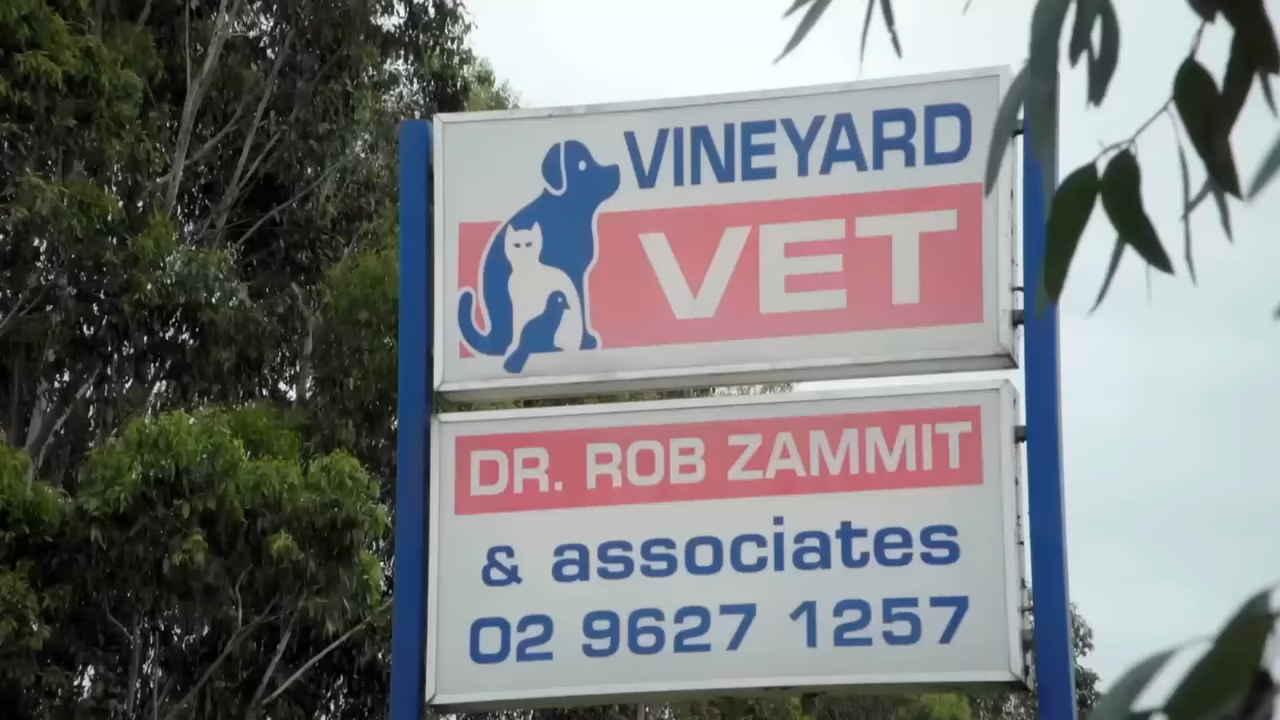 VINEYARD
VET
DR. ROB ZAMMIT
& associates
02 9627 1257